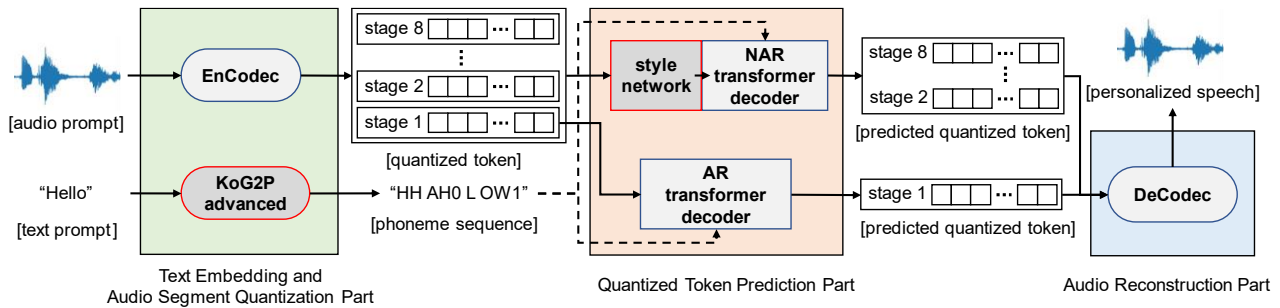 [audio prompt]
"Hello"
[text prompt]
EnCodec
KoG2P
advanced
Text Embedding and
Audio Segment Quantization Part
stage 8 ...
⋮
stage 2 ...
stage 1 ...
[quantized token]
"HH AH0 L OW1"
[phoneme sequence]
style
network
NAR
transformer
decoder
AR
transformer
decoder
Quantized Token Prediction Part
stage 8 ...
⋮
stage 2 ...
[predicted quantized token]
stage 1 ...
[predicted quantized token]
[personalized speech]
DeCodec
Audio Reconstruction Part